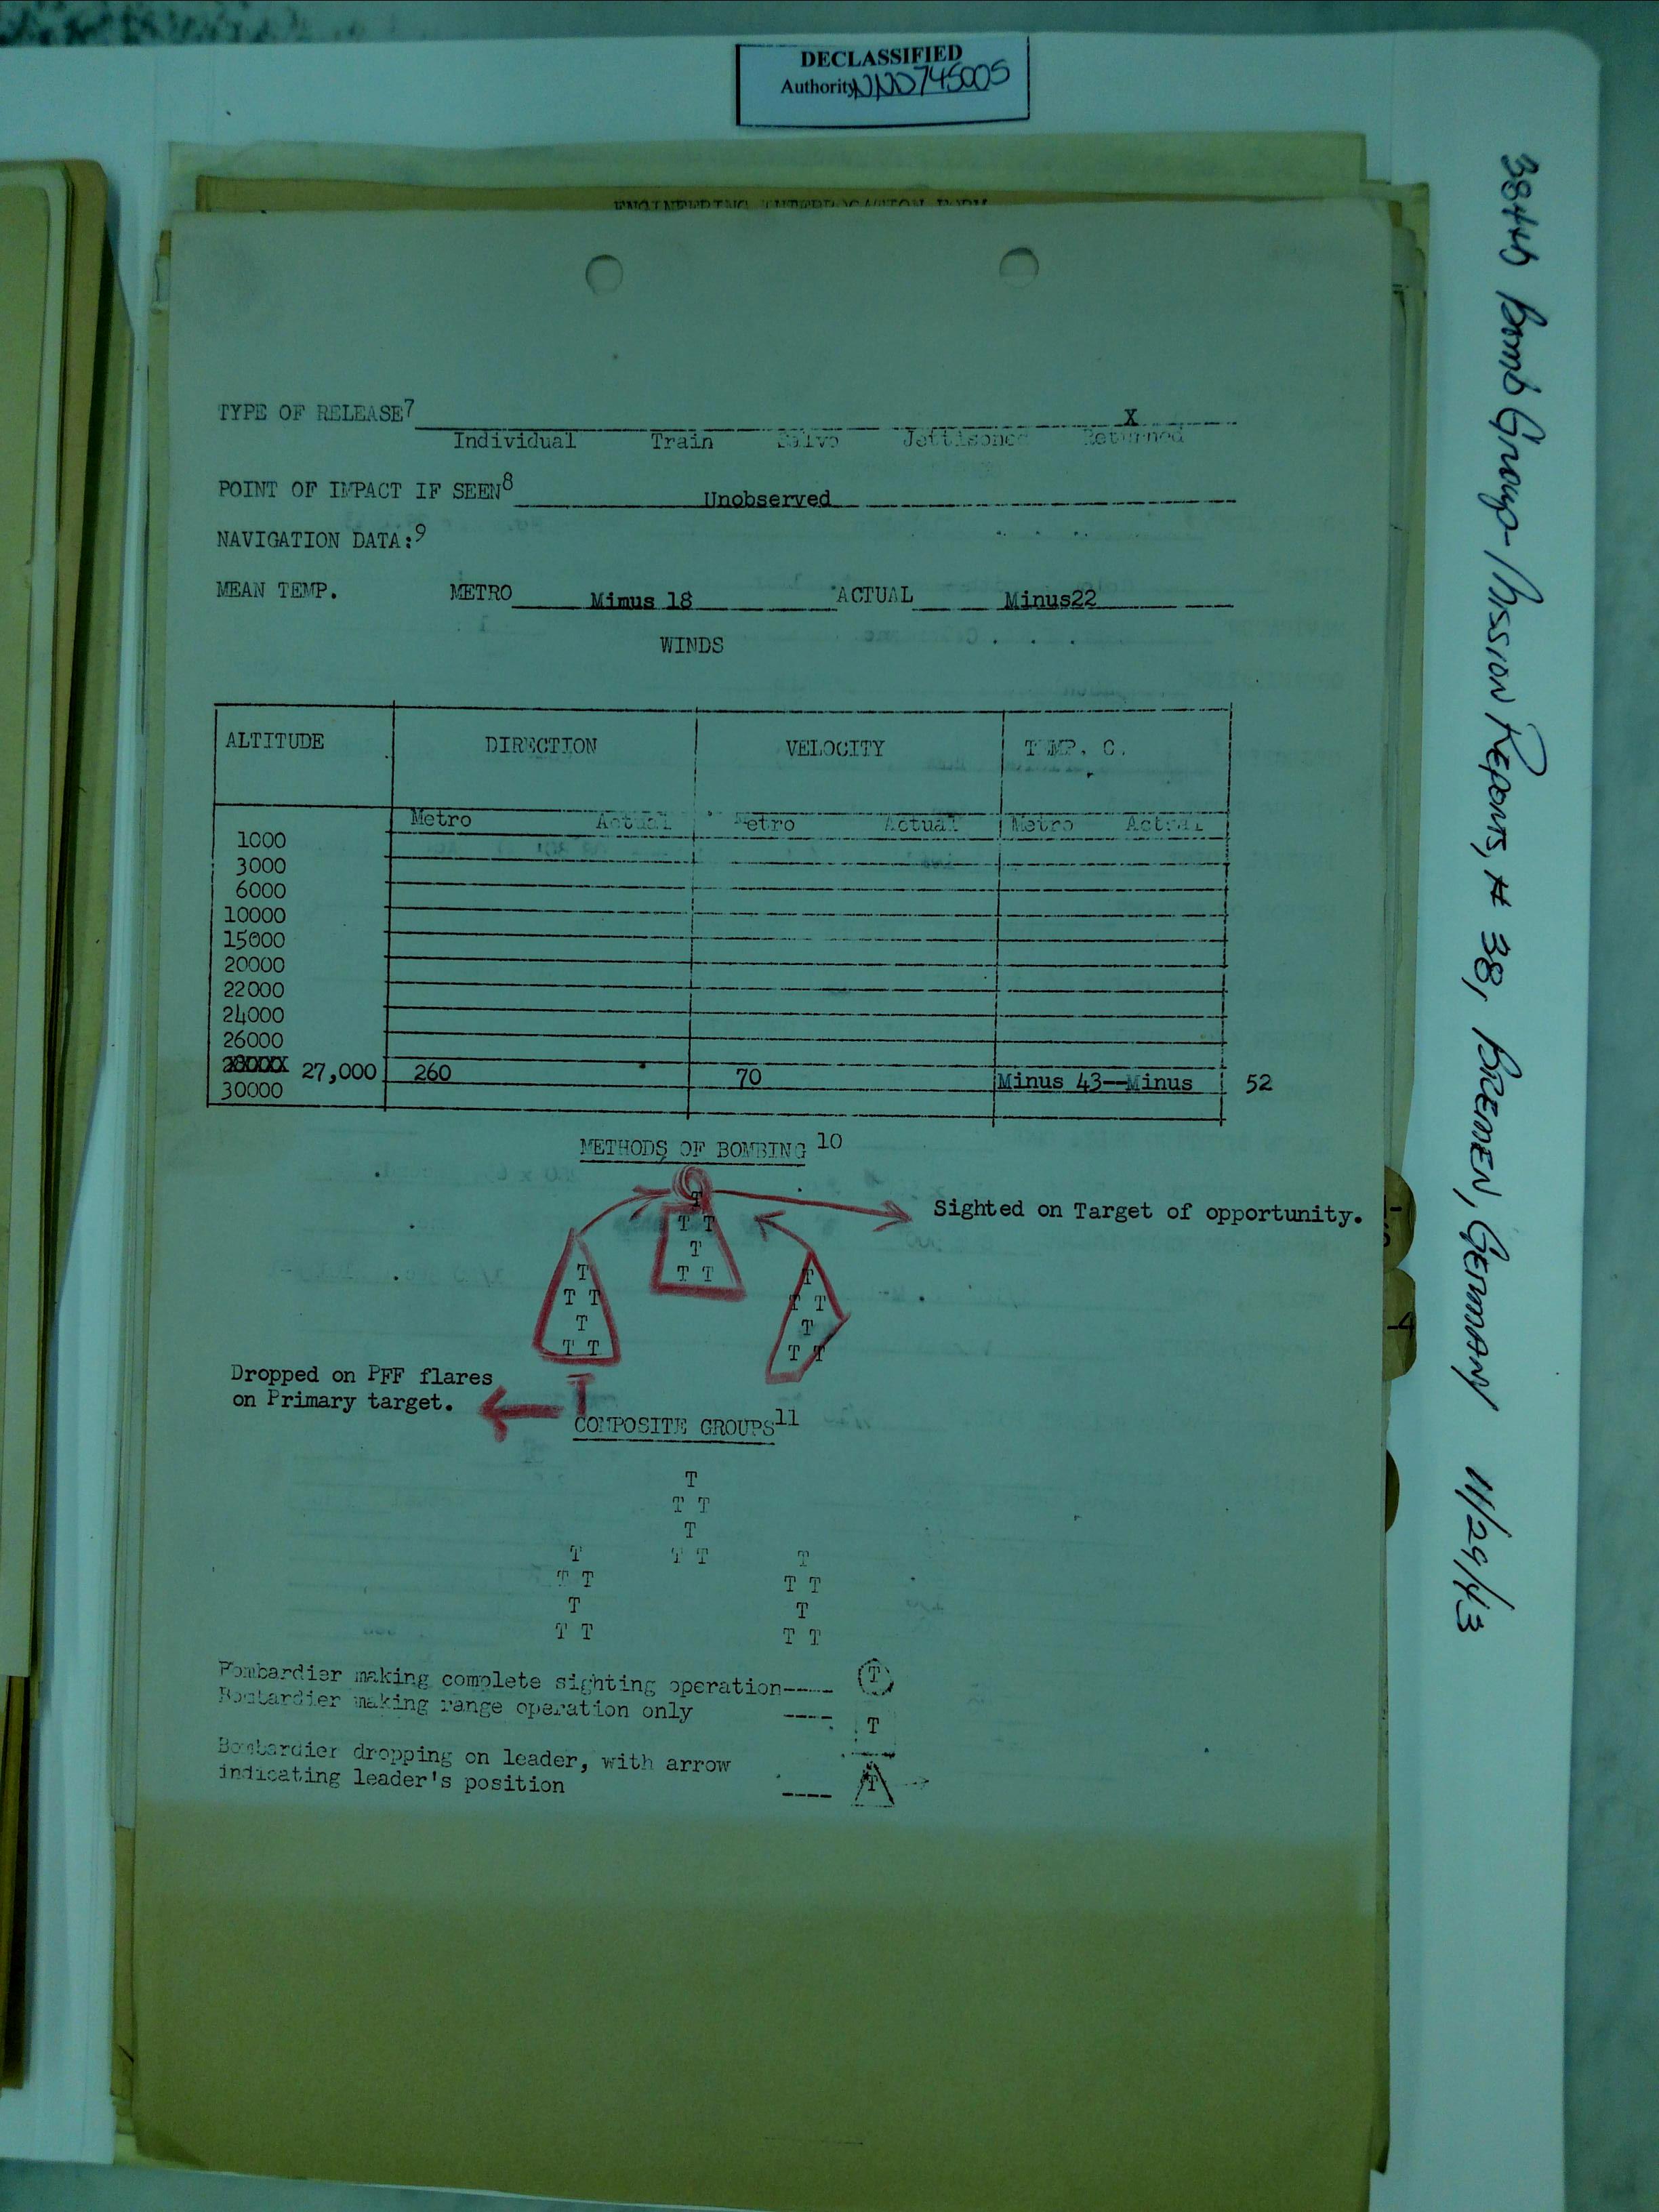 DECLASSIFIED
Authority NND745005
384th Bomb Group - Mission Reports, # 38, BREMEN, GERMANY 11/29/43
ENGINEERING INTERROGATION FORM
TYPE OF RELEASE7 X
Individual Train Salvo Jettisoned Returned
POINT OF IMPACT IF SEEN8 Unobserved
NAVIGATION DATA:9
MEAN TEMP. METRO Mimus 18 ACTUAL Minus22
WINDS
ALTITUDE DIRECTION VELOCITY TEMP. C.
Metro Actual Metro Actual Metro Actual
1000
3000
6000
10000
15000
20000
22000
24000
26000
27,000 260 70 Minus 43--Minus 52
30000
METHODS OF BOMBING 10
T
T T
T
T T
Sighted on Target of opportunity.
T
T T
T
T T
T
T T
T
T T
Dropped on PFF flares
on Primary target.
COMPOSITE GROUPS11
T
T T
T
T T
T T
T T T T
T T
T T T T
Bombardier making complete sighting operation----- T
Bombardier making range operation only ---- T
Bombardier dropping on leader, with arrow
indicating leader's position ---- T